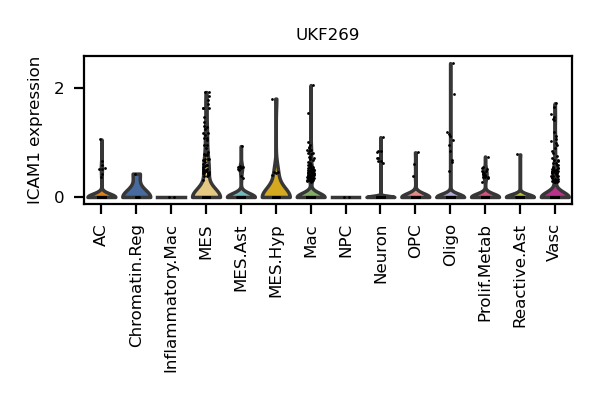 UKF269
ICAM1 expression
2
0
AC
Chromatin.Reg
Inflammatory.Mac
MES
MES.Ast
MES.Hyp
Mac
NPC
Neuron
OPC
Oligo
Prolif.Metab
Reactive.Ast
Vasc